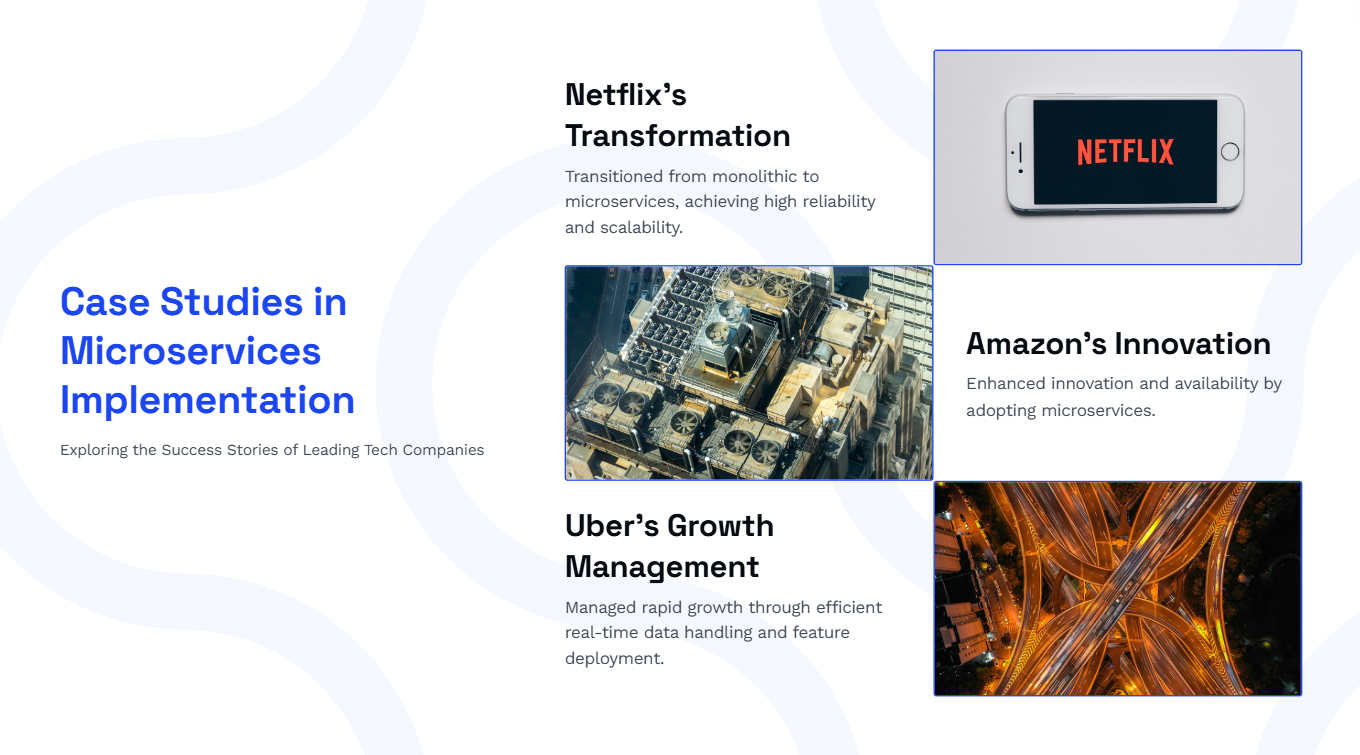 Case Studies in
Microservices
Implementation
Exploring the Success Stories of Leading Tech Companies
Netflix’s
Transformation
Transitioned from monolithic to
microservices, achieving high reliability
and scalability.
NETFLIX
Amazon’s Innovation
Enhanced innovation and availability by
adopting microservices.
Uber’s Growth
Management
Managed rapid growth through efficient
real-time data handling and feature
deployment.